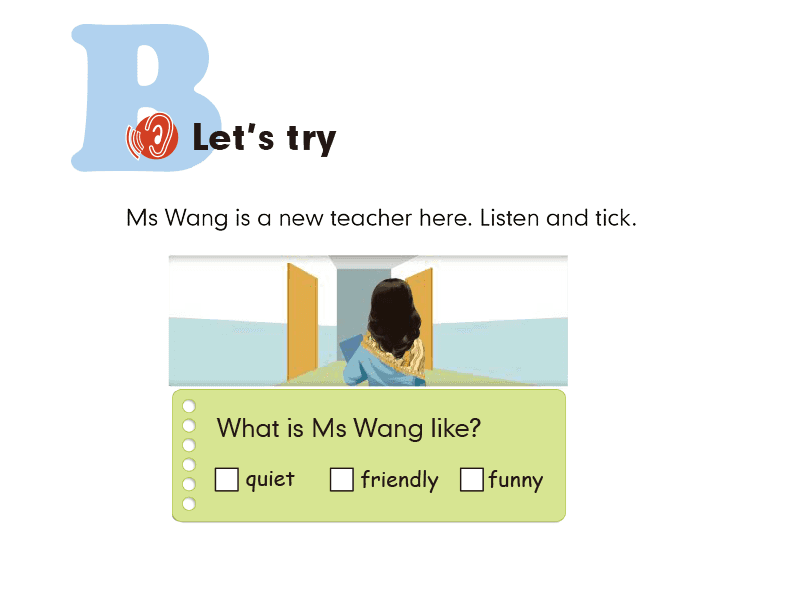 B
Let's try
Ms Wang is a new teacher here. Listen and tick.
What is Ms Wang like?
quiet friendly funny